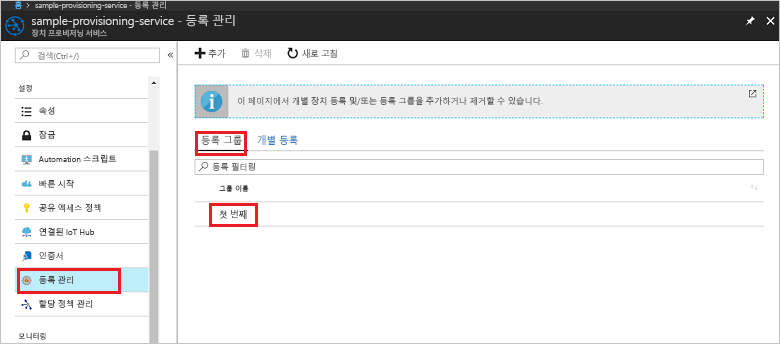 홈 > sample-provisioning-service - 등록 관리
sample-provisioning-service - 등록 관리
장치 프로비저닝 서비스
검색(Ctrl+/)
추가
삭제
새로 고침
설정
속성
잠금
Automation 스크립트
빠른 시작
공유 액세스 정책
연결된 IoT Hub
인증서
등록 관리
할당 정책 관리
모니터링
이 페이지에서 개별 장치 등록 및/또는 등록 그룹을 추가하거나 제거할 수 있습니다.
등록 그룹
개별 등록
등록 필터링
그룹 이름
첫 번째